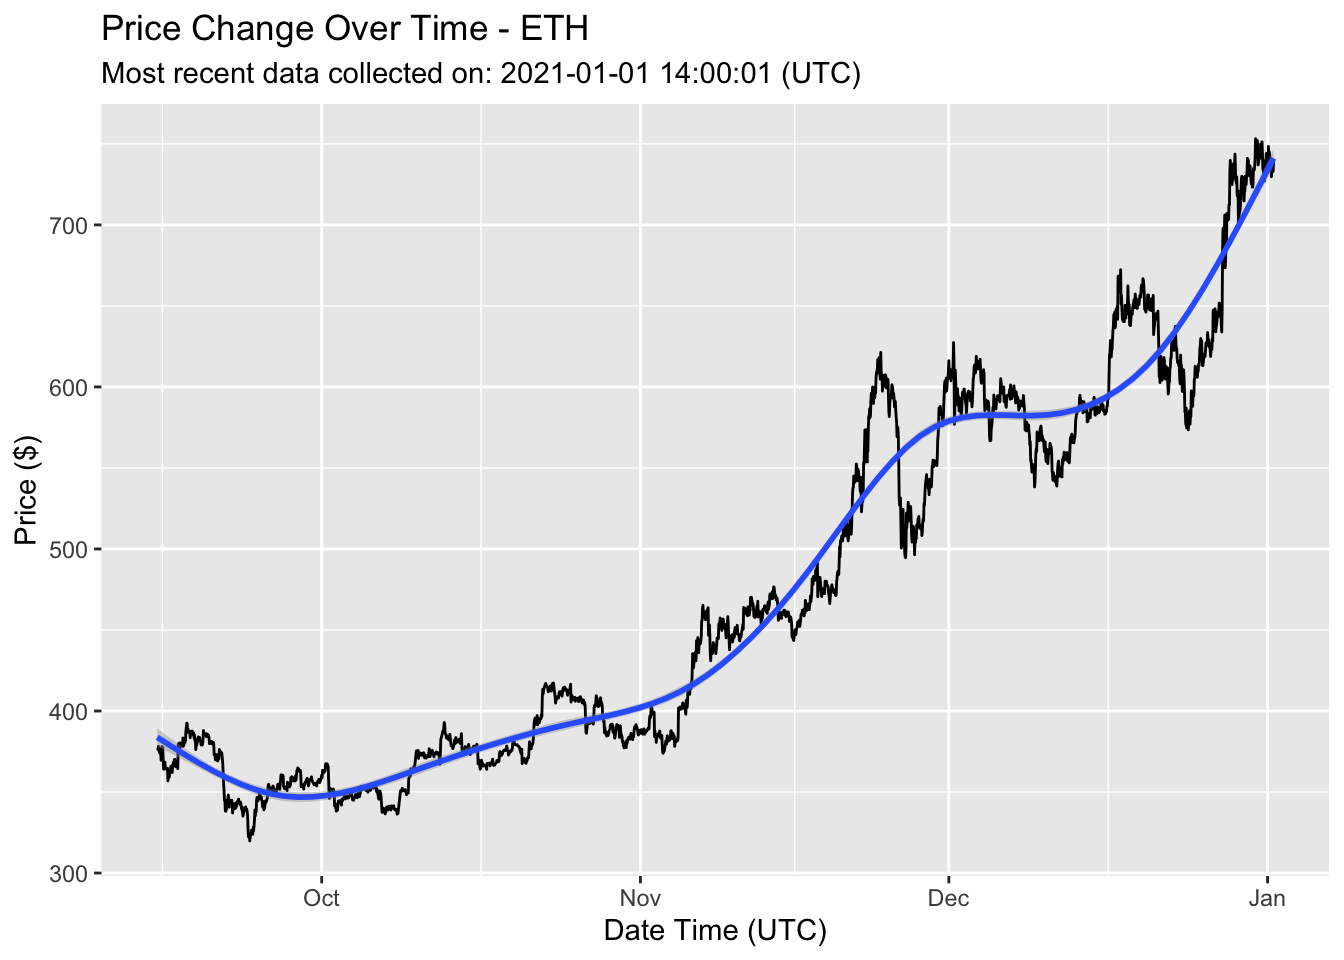 Price Change Over Time - ETH
Most recent data collected on: 2021-01-01 14:00:01 (UTC)
Price ($)
700
600
500
400
300
Oct
Nov
Dec
Jan
Date Time (UTC)